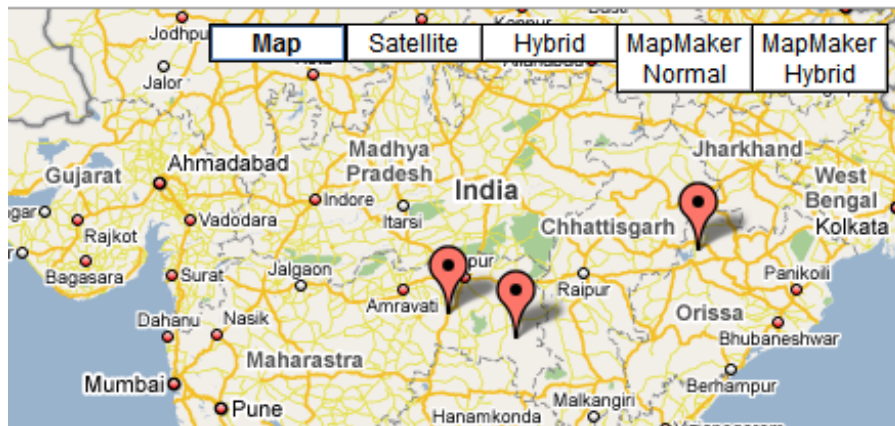 Jodhpu
Map
Satellite
Hybrid
MapMaker
Normal
MapMaker
Hybrid
Jalor
Jharkhand
Madhya
Pradesh
West
Bengal
Gujarat
Ahmadabad
India
Indore
Itarsi
Chhattisgarh
Kolkata
Vadodara
Rajkot
Bagasara
Surat
Jalgaon
Amravati
pur
Raipur
Panikoili
Orissa
Dahanu
Nasik
Bhubaneshwar
Maharastra
Mumbai
Berhampur
Pune
Hanamkonda
Malkangiri